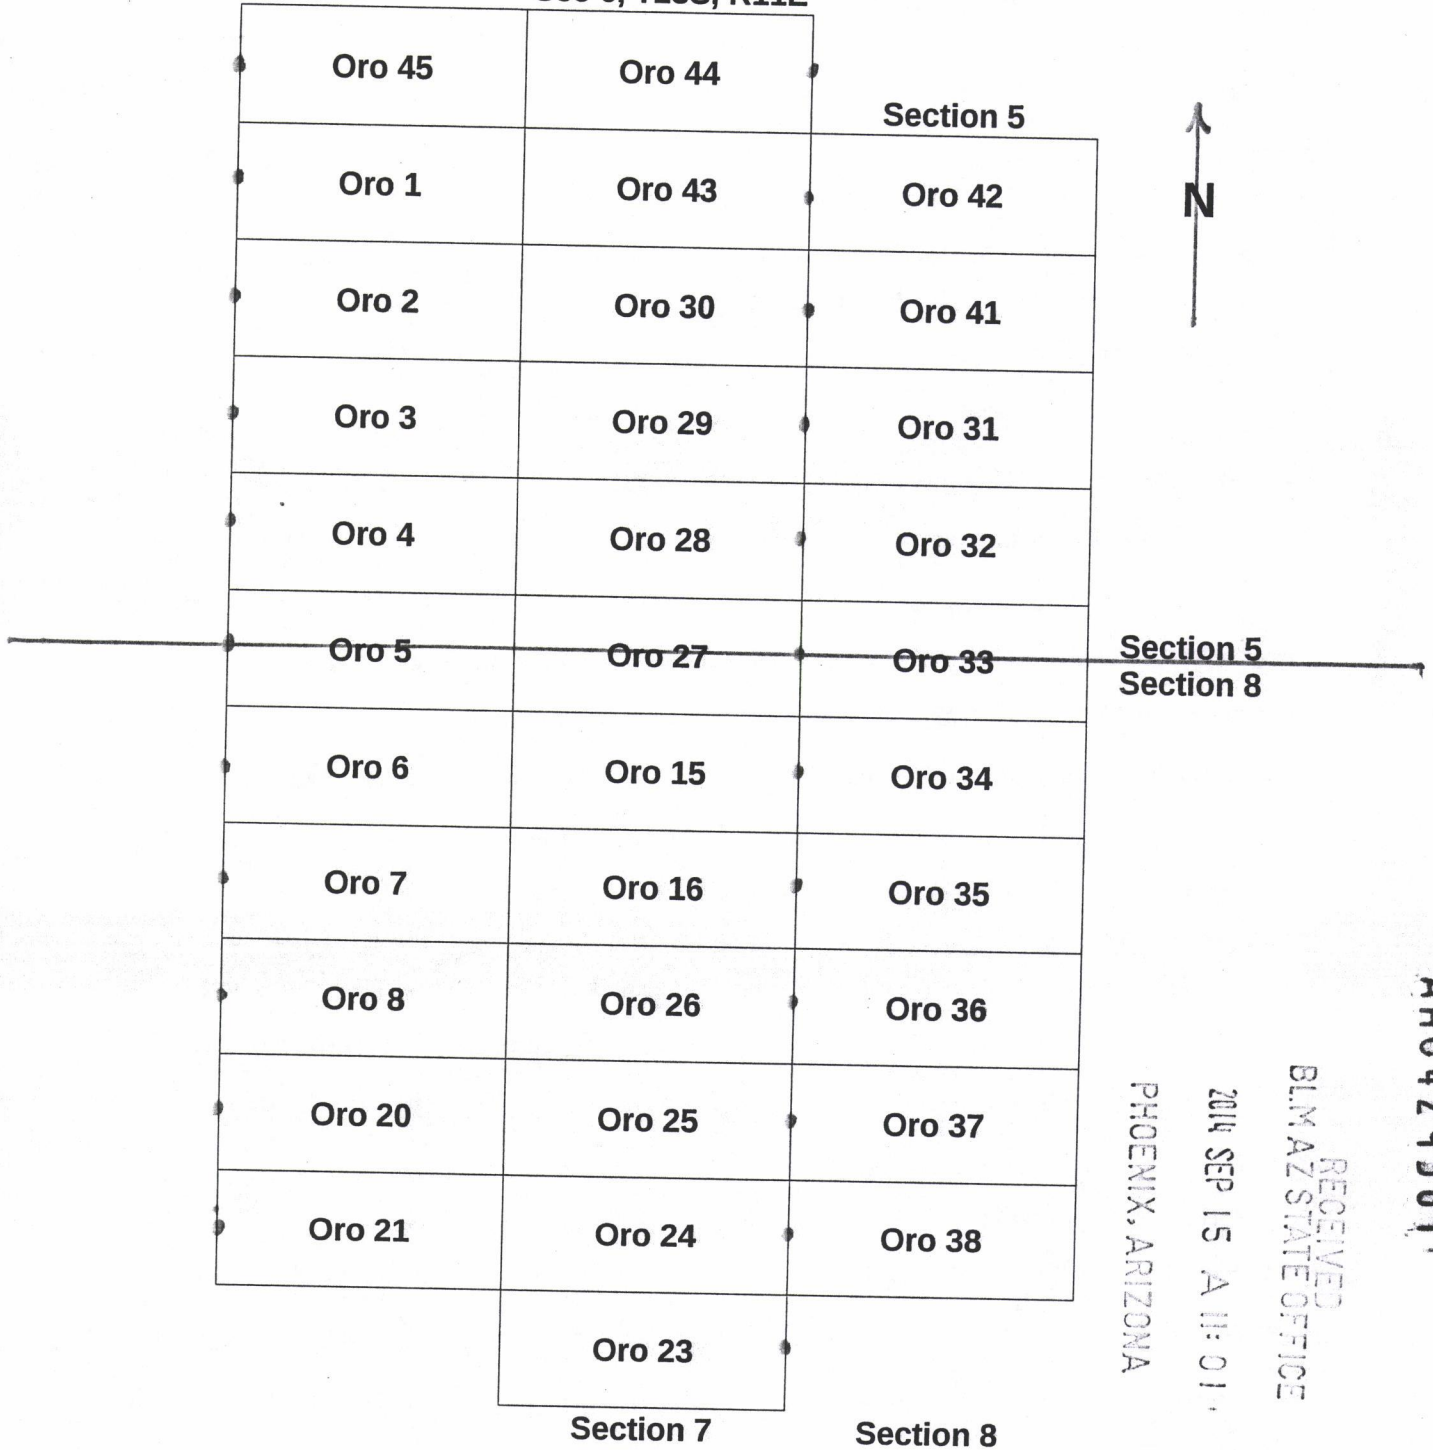 Oro 45 Oro 44
Section 5
Oro 1 Oro 43 Oro 42
N
Oro 2 Oro 30 Oro 41
Oro 3 Oro 29 Oro 31
Oro 4 Oro 28 Oro 32
Oro 5 Oro 27 Oro 33
Section 5
Section 8
Oro 6 Oro 15 Oro 34
Oro 7 Oro 16 Oro 35
Oro 8 Oro 26 Oro 36
Oro 20 Oro 25 Oro 37
Oro 21 Oro 24 Oro 38
Oro 23
Section 7 Section 8
RECEIVED
BLM AZ STATE OFFICE
2014 SEP 15 A 11:01
PHOENIX, ARIZONA